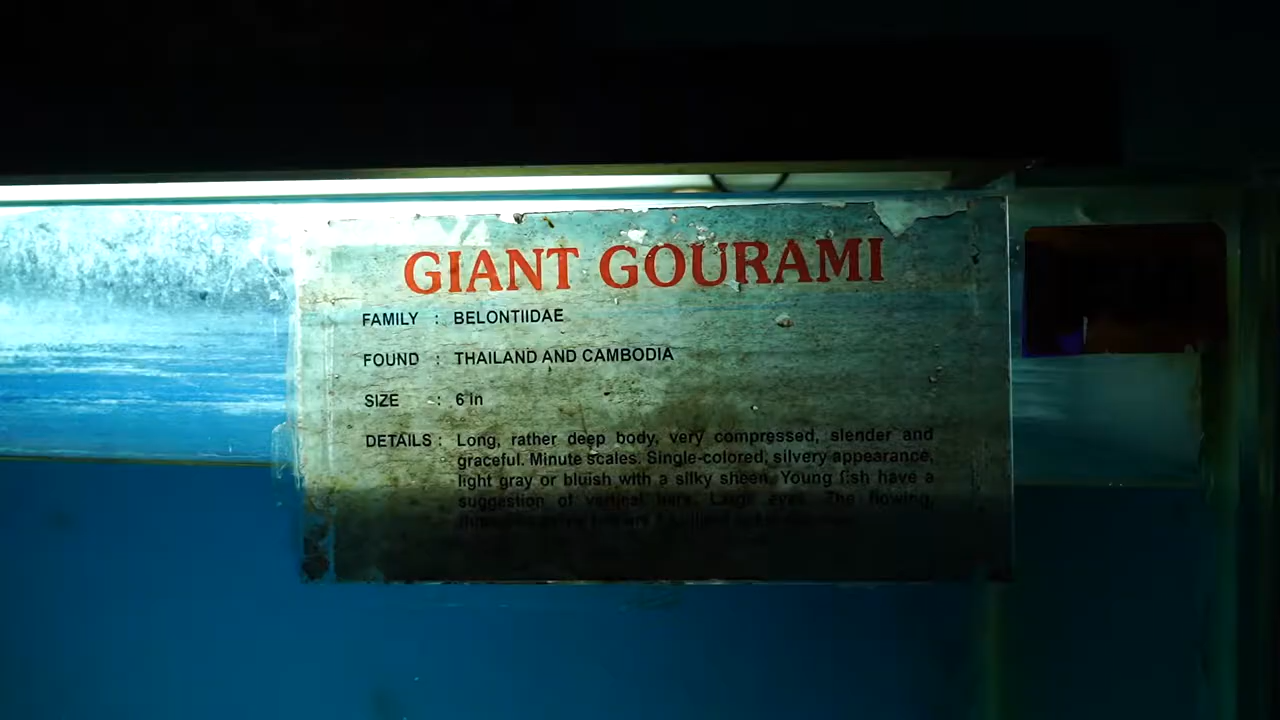 GIANT GOURAMI
FAMILY : BELONTIIDAE
FOUND : THAILAND AND CAMBODIA
SIZE : 6 in
DETAILS : Long, rather deep body, very compressed, slender and
graceful. Minute scales. Single-colored, silvery appearance,
light gray or bluish with a silky sheen. Young fish have a
suggestion of vertical bars. Large eyes. The flowing,